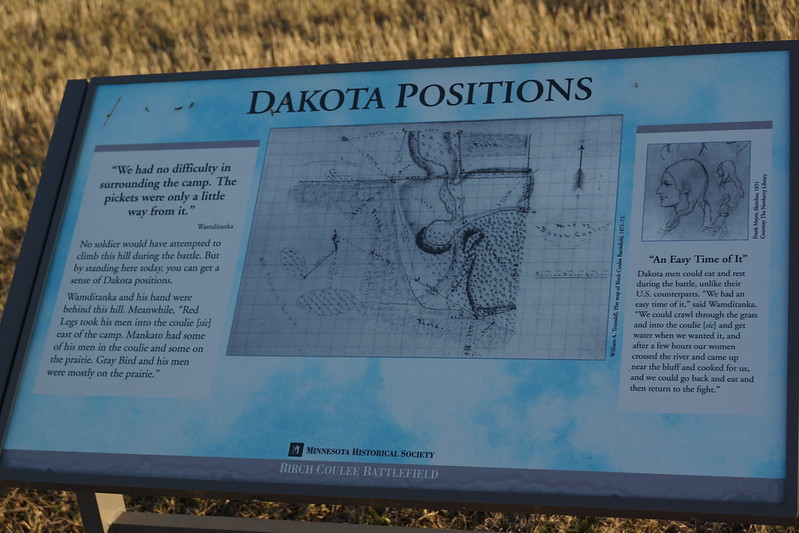 DAKOTA POSITIONS
"We had no difficulty in
surrounding the camp. The
pickets were only a little
way from it."
Wamditanka
No soldier would have attempted to
climb this hill during the battle. But
by standing here today, you can get a
sense of Dakota positions.
Wamditanka and his band were
behind this hill. Meanwhile, "Red
Legs took his men into the coulie [sic]
east of the camp. Mankato had some
of his men in the coulie and some on
the prairie. Gray Bird and his men
were mostly on the prairie."
Frank Mayer, Sketches, 1851
Courtesy The Newberry Library
"An Easy Time of It"
Dakota men could eat and rest
during the battle, unlike their
U.S. counterparts. "We had an
easy time of it," said Wamditanka.
"We could crawl through the grass
and into the coulie [sic] and get
water when we wanted it, and
after a few hours our women
crossed the river and came up
near the bluff and cooked for us,
and we could go back and eat and
then return to the fight."
MINNESOTA HISTORICAL SOCIETY
BIRCH COULEE BATTLEFIELD